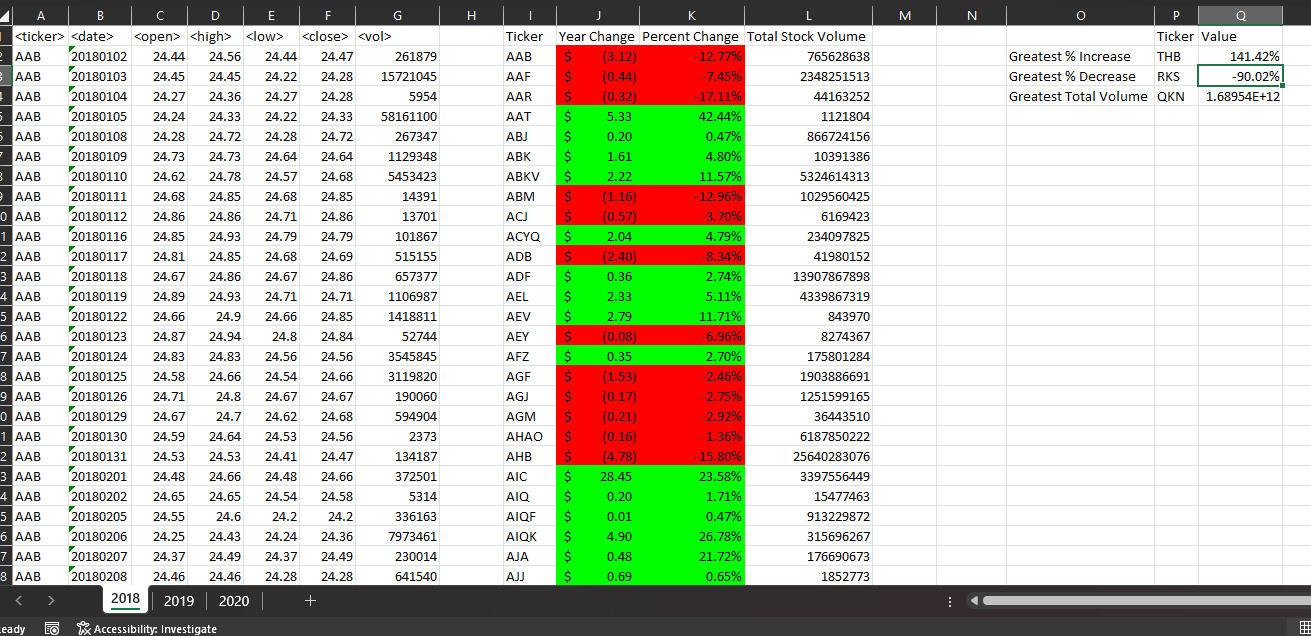 A B C D E F G H I J K L M N O P Q
<ticker> <date> <open> <high> <low> <close> <vol> Ticker Year Change Percent Change Total Stock Volume Ticker Value
2 AAB 20180102 24.44 24.56 24.44 24.47 261879 AAB $ (3.12) -12.77% 765628638 Greatest % Increase THB 141.42%
3 AAB 20180103 24.45 24.45 24.22 24.28 15721045 AAF $ (0.44) -7.45% 2348251513 Greatest % Decrease RKS -90.02%
4 AAB 20180104 24.27 24.36 24.27 24.28 5954 AAR $ (0.32) -17.11% 44163252 Greatest Total Volume QKN 1.68954E+12
5 AAB 20180105 24.24 24.33 24.22 24.33 58161100 AAT $ 5.33 42.44% 1121804
6 AAB 20180108 24.28 24.72 24.28 24.72 267347 ABJ $ 0.20 0.47% 866724156
7 AAB 20180109 24.73 24.73 24.64 24.64 1129348 ABK $ 1.61 4.80% 10391386
8 AAB 20180110 24.62 24.78 24.57 24.68 5453423 ABKV $ 2.22 11.57% 5324614313
9 AAB 20180111 24.68 24.85 24.68 24.85 14391 ABM $ (1.16) -12.96% 1029560425
0 AAB 20180112 24.86 24.86 24.71 24.86 13701 ACJ $ (0.57) -3.70% 6169423
1 AAB 20180116 24.85 24.93 24.79 24.79 101867 ACYQ $ 2.04 4.79% 234097825
2 AAB 20180117 24.81 24.85 24.68 24.69 515155 ADB $ (2.40) -8.34% 41980152
3 AAB 20180118 24.67 24.86 24.67 24.86 657377 ADF $ 0.36 2.74% 13907867898
4 AAB 20180119 24.89 24.93 24.71 24.71 1106987 AEL $ 2.33 5.11% 4339867319
5 AAB 20180122 24.66 24.9 24.66 24.85 1418811 AEV $ 2.79 11.71% 843970
6 AAB 20180123 24.87 24.94 24.8 24.84 52744 AEY $ (0.08) -6.96% 8274367
7 AAB 20180124 24.83 24.83 24.56 24.56 3545845 AFZ $ 0.35 2.70% 175801284
8 AAB 20180125 24.58 24.66 24.54 24.66 3119820 AGF $ (1.53) -2.46% 1903886691
9 AAB 20180126 24.71 24.8 24.67 24.67 190060 AGJ $ (0.17) -2.75% 1251599165
0 AAB 20180129 24.67 24.7 24.62 24.68 594904 AGM $ (0.21) -2.92% 36443510
1 AAB 20180130 24.59 24.64 24.53 24.56 2373 AHAO $ (0.16) -1.36% 6187850222
2 AAB 20180131 24.53 24.53 24.41 24.47 134187 AHB $ (4.78) -15.80% 25640283076
3 AAB 20180201 24.48 24.66 24.48 24.66 372501 AIC $ 28.45 23.58% 3397556449
4 AAB 20180202 24.65 24.65 24.54 24.58 5314 AIQ $ 0.20 1.71% 15477463
5 AAB 20180205 24.55 24.6 24.2 24.2 336163 AIQF $ 0.01 0.47% 913229872
6 AAB 20180206 24.25 24.43 24.24 24.36 7973461 AIQK $ 4.90 26.78% 315696267
7 AAB 20180207 24.37 24.49 24.37 24.49 230014 AJA $ 0.48 21.72% 176690673
8 AAB 20180208 24.46 24.46 24.28 24.28 641540 AJJ $ 0.69 0.65% 1852773
2018 2019 2020
eady Accessibility: Investigate